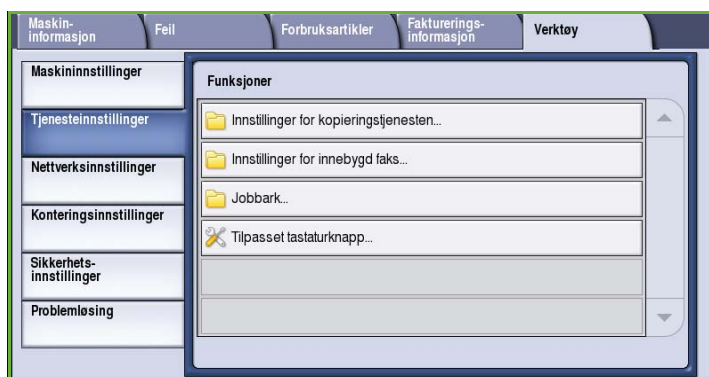 Maskin-
informasjon
Feil
Forbruksartikler
Fakturerings-
informasjon
Verktøy
Maskininnstillinger
Tjenesteinnstillinger
Nettverksinnstillinger
Konteringsinnstillinger
Sikkerhets-
innstillinger
Problemløsing
Funksjoner
Innstillinger for kopieringstjenesten...
Innstillinger for innebygd faks...
Jobbark...
Tilpasset tastaturknapp...